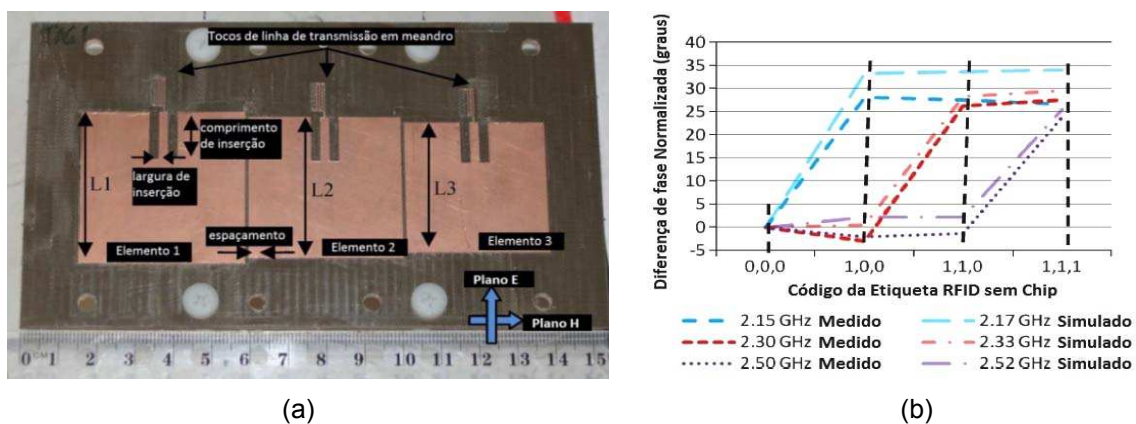 TAG 1
Tocos de linha de transmissão em meandro
comprimento
de inserção
largura de
inserção
L1
L2
L3
espaçamento
Elemento 1
Elemento 2
Elemento 3
Plano E
Plano H
0 CM 1 2 3 4 5 6 7 8 9 10 11 12 13 14 15
(a)
(b)
Diferença de fase Normalizada (graus)
40
35
30
25
20
15
10
5
0
-5
0,0,0 1,0,0 1,1,0 1,1,1
Código da Etiqueta RFID sem Chip
2.15 GHz Medido 2.17 GHz Simulado
2.30 GHz Medido 2.33 GHz Simulado
2.50 GHz Medido 2.52 GHz Simulado